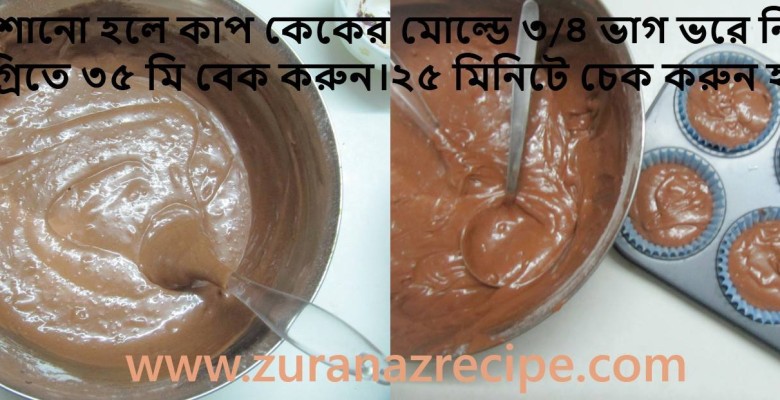 শানো হলে কাপ কেকের মোল্ডে ৩/৪ ভাগ ভরে
গ্রিতে ৩৫ মি বেক করুন।২৫ মিনিটে চেক করুন
www.zuranazrecipe.com